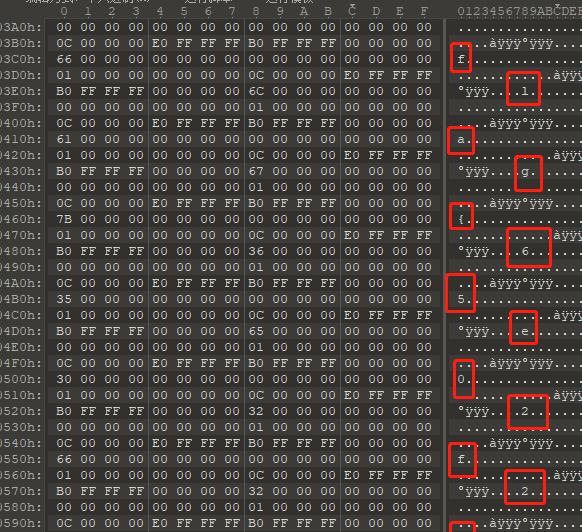 0 1 2 3 4 5 6 7 8 9 A B C D E F 0123456789ABCDE
03A0h: 00 00 00 00 00 00 00 00 00 00 00 00 00 00 00 00 ...............
03B0h: 0C 00 00 00 E0 FF FF FF B0 FF FF FF 00 00 00 00 ....àÿÿÿ°ÿÿÿ...
03C0h: 66 00 00 00 00 00 00 00 00 00 00 00 00 00 00 00 f..............
03D0h: 01 00 00 00 00 00 00 00 0C 00 00 00 E0 FF FF FF ............àÿÿ
03E0h: B0 FF FF FF 00 00 00 00 6C 00 00 00 00 00 00 00 °ÿÿÿ....l......
03F0h: 00 00 00 00 00 00 00 00 01 00 00 00 00 00 00 00 ...............
0400h: 0C 00 00 00 E0 FF FF FF B0 FF FF FF 00 00 00 00 ....àÿÿÿ°ÿÿÿ...
0410h: 61 00 00 00 00 00 00 00 00 00 00 00 00 00 00 00 a..............
0420h: 01 00 00 00 00 00 00 00 0C 00 00 00 E0 FF FF FF ............àÿÿ
0430h: B0 FF FF FF 00 00 00 00 67 00 00 00 00 00 00 00 °ÿÿÿ....g......
0440h: 00 00 00 00 00 00 00 00 01 00 00 00 00 00 00 00 ...............
0450h: 0C 00 00 00 E0 FF FF FF B0 FF FF FF 00 00 00 00 ....àÿÿÿ°ÿÿÿ...
0460h: 7B 00 00 00 00 00 00 00 00 00 00 00 00 00 00 00 {..............
0470h: 01 00 00 00 00 00 00 00 0C 00 00 00 E0 FF FF FF ............àÿÿ
0480h: B0 FF FF FF 00 00 00 00 36 00 00 00 00 00 00 00 °ÿÿÿ....6......
0490h: 00 00 00 00 00 00 00 00 01 00 00 00 00 00 00 00 ...............
04A0h: 0C 00 00 00 E0 FF FF FF B0 FF FF FF 00 00 00 00 ....àÿÿÿ°ÿÿÿ...
04B0h: 35 00 00 00 00 00 00 00 00 00 00 00 00 00 00 00 5..............
04C0h: 01 00 00 00 00 00 00 00 0C 00 00 00 E0 FF FF FF ............àÿÿ
04D0h: B0 FF FF FF 00 00 00 00 65 00 00 00 00 00 00 00 °ÿÿÿ....e......
04E0h: 00 00 00 00 00 00 00 00 01 00 00 00 00 00 00 00 ...............
04F0h: 0C 00 00 00 E0 FF FF FF B0 FF FF FF 00 00 00 00 ....àÿÿÿ°ÿÿÿ...
0500h: 30 00 00 00 00 00 00 00 00 00 00 00 00 00 00 00 0..............
0510h: 01 00 00 00 00 00 00 00 0C 00 00 00 E0 FF FF FF ............àÿÿ
0520h: B0 FF FF FF 00 00 00 00 32 00 00 00 00 00 00 00 °ÿÿÿ....2......
0530h: 00 00 00 00 00 00 00 00 01 00 00 00 00 00 00 00 ...............
0540h: 0C 00 00 00 E0 FF FF FF B0 FF FF FF 00 00 00 00 ....àÿÿÿ°ÿÿÿ...
0550h: 66 00 00 00 00 00 00 00 00 00 00 00 00 00 00 00 f..............
0560h: 01 00 00 00 00 00 00 00 0C 00 00 00 E0 FF FF FF ............àÿÿ
0570h: B0 FF FF FF 00 00 00 00 32 00 00 00 00 00 00 00 °ÿÿÿ....2......
0580h: 00 00 00 00 00 00 00 00 01 00 00 00 00 00 00 00 ...............
0590h: 0C 00 00 00 E0 FF FF FF B0 FF FF FF 00 00 00 00 ....àÿÿÿ°ÿÿÿ...